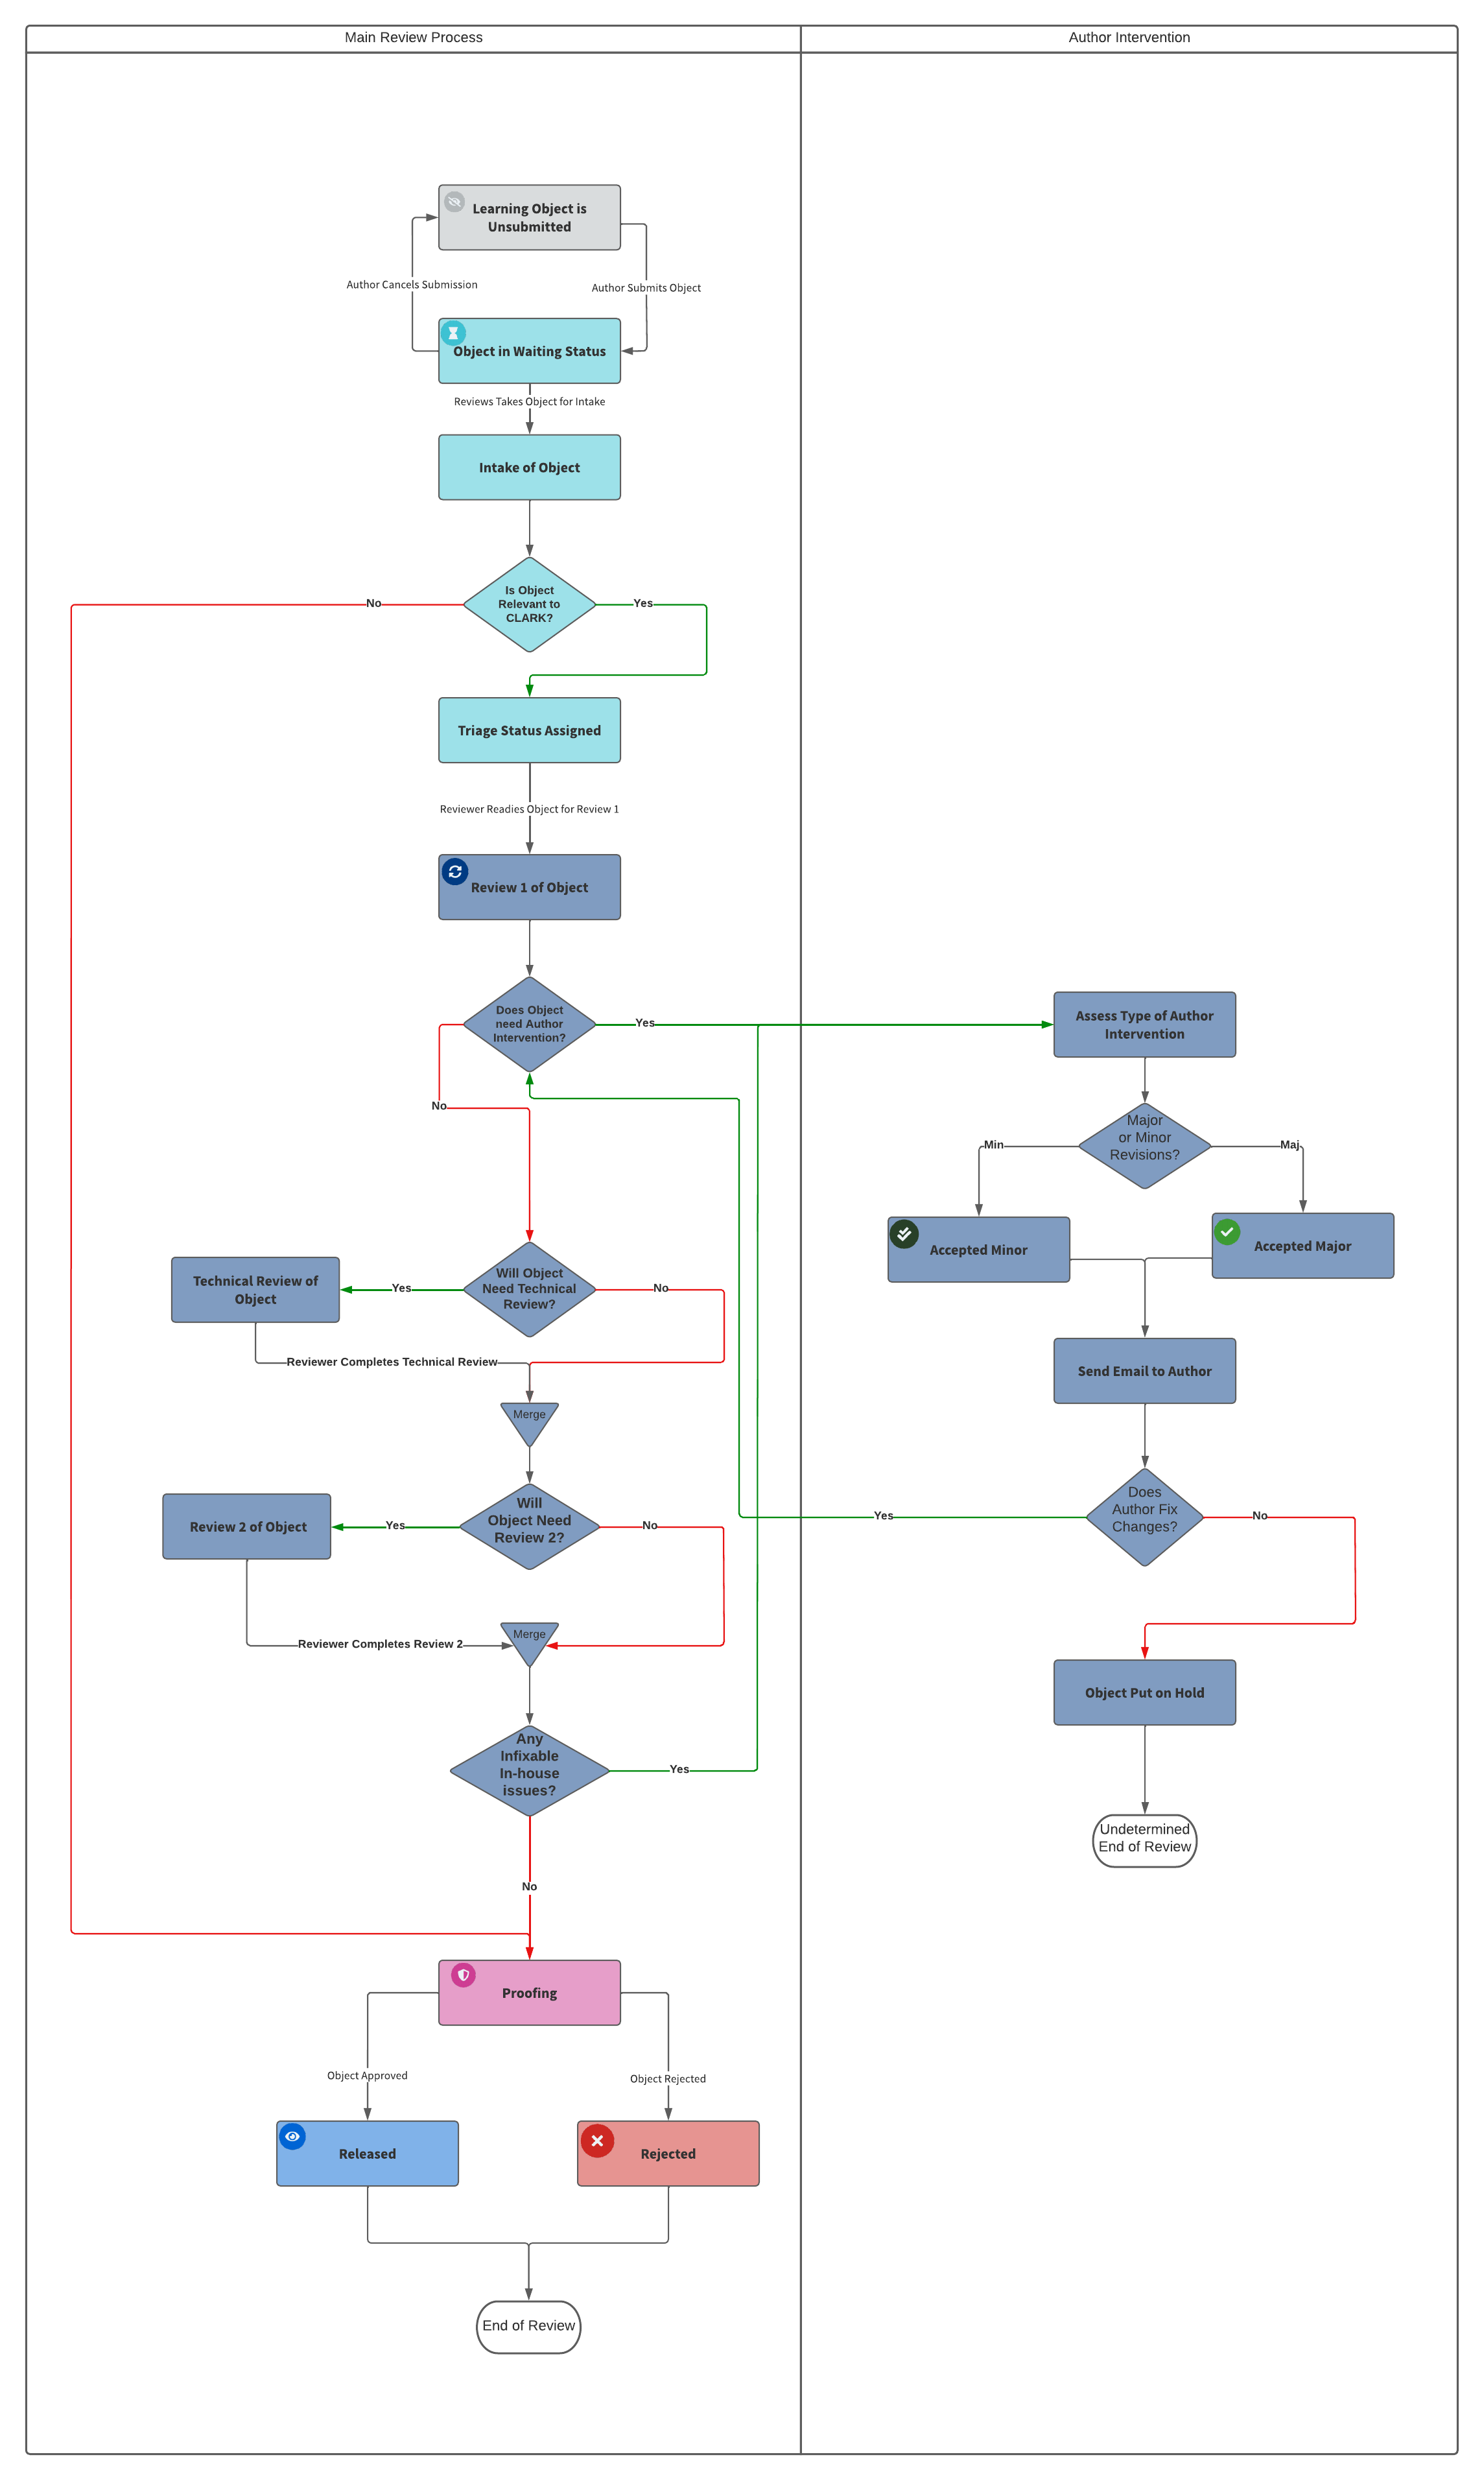 Main Review Process
Author Intervention
Learning Object is
Unsubmitted
Author Cancels Submission
Author Submits Object
Object in Waiting Status
Reviews Takes Object for Intake
Intake of Object
Is Object
Relevant to
CLARK?
No
Yes
Triage Status Assigned
Reviewer Readies Object for Review 1
Review 1 of Object
Does Object
need Author
Intervention?
Yes
No
Will Object
Need Technical
Review?
Yes
No
Technical Review of
Object
Reviewer Completes Technical Review
Merge
Will
Object Need
Review 2?
Yes
No
Review 2 of Object
Reviewer Completes Review 2
Merge
Any
Infixable
In-house
issues?
Yes
No
Proofing
Object Approved
Object Rejected
Released
Rejected
End of Review
Assess Type of Author
Intervention
Major
or Minor
Revisions?
Min
Maj
Accepted Minor
Accepted Major
Send Email to Author
Does
Author Fix
Changes?
Yes
No
Object Put on Hold
Undetermined
End of Review